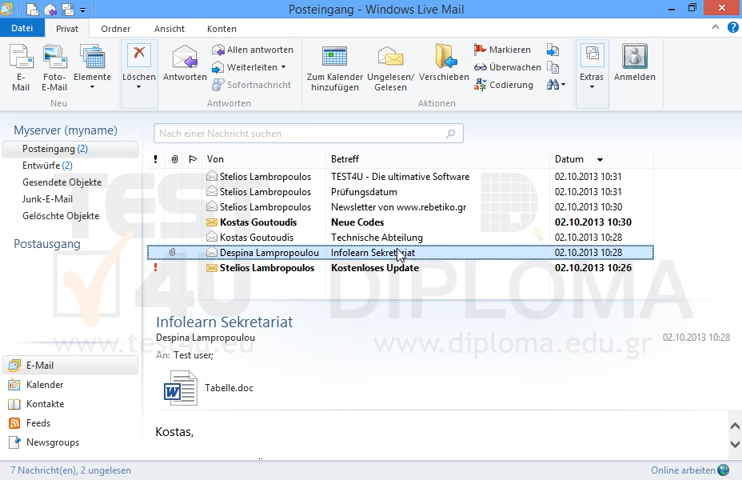 Posteingang - Windows Live Mail
Datei Privat Ordner Ansicht Konten
E-Mail
Foto-E-Mail
Elemente
Neu
Löschen
Antworten
Allen antworten
Weiterleiten
Sofortnachricht
Antworten
Zum Kalender hinzufügen
Ungelesen/Gelesen
Verschieben
Markieren
Überwachen
Codierung
Aktionen
Extras
Anmelden
Myserver (myname)
Posteingang (2)
Entwürfe (2)
Gesendete Objekte
Junk-E-Mail
Gelöschte Objekte
Postausgang
Nach einer Nachricht suchen
! Von Betreff Datum
Stelios Lambropoulos TEST4U - Die ultimative Software 02.10.2013 10:31
Stelios Lambropoulos Prüfungsdatum 02.10.2013 10:31
Stelios Lambropoulos Newsletter von www.rebetiko.gr 02.10.2013 10:31
Kostas Goutoudis Neue Codes 02.10.2013 10:30
Kostas Goutoudis Technische Abteilung 02.10.2013 10:28
Despina Lampropoulou Infolearn Sekretariat 02.10.2013 10:28
! Stelios Lambropoulos Kostenloses Update 02.10.2013 10:26
TEST 4U DIPLOMA
www.test4u.eu www.diploma.edu.gr
Infolearn Sekretariat
Despina Lampropoulou 02.10.2013 10:28
An: Test user;
Tabelle.doc
Kostas,
E-Mail
Kalender
Kontakte
Feeds
Newsgroups
7 Nachricht(en), 2 ungelesen Online arbeiten